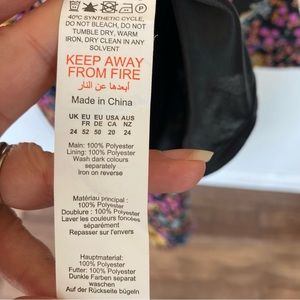 40°C SYNTHETIC CYCLE,
DO NOT BLEACH, DO NOT
TUMBLE DRY, WARM
IRON, DRY CLEAN IN ANY
SOLVENT
KEEP AWAY
FROM FIRE
أبعدها عن النار
Made in China
UK EU EU USA AUS
FR DE CA NZ
24 52 50 20 24
Main: 100% Polyester
Lining: 100% Polyester
Wash dark colours
separately
Iron on reverse
Matériau principal :
100% Polyester
Doublure : 100% Polyester
Laver les couleurs foncées
séparément
Repasser sur l'envers
Hauptmaterial:
100% Polyester
Futter: 100% Polyester
Dunkle Farben separat
waschen
Auf der Rückseite bügeln